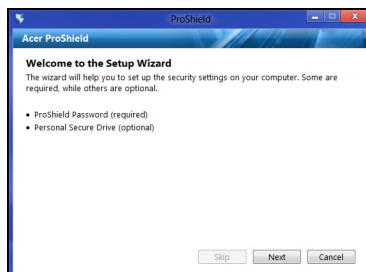 ProShield
Acer ProShield
Welcome to the Setup Wizard
The wizard will help you to set up the security settings on your computer. Some are
required, while others are optional.
• ProShield Password (required)
• Personal Secure Drive (optional)
Skip Next Cancel